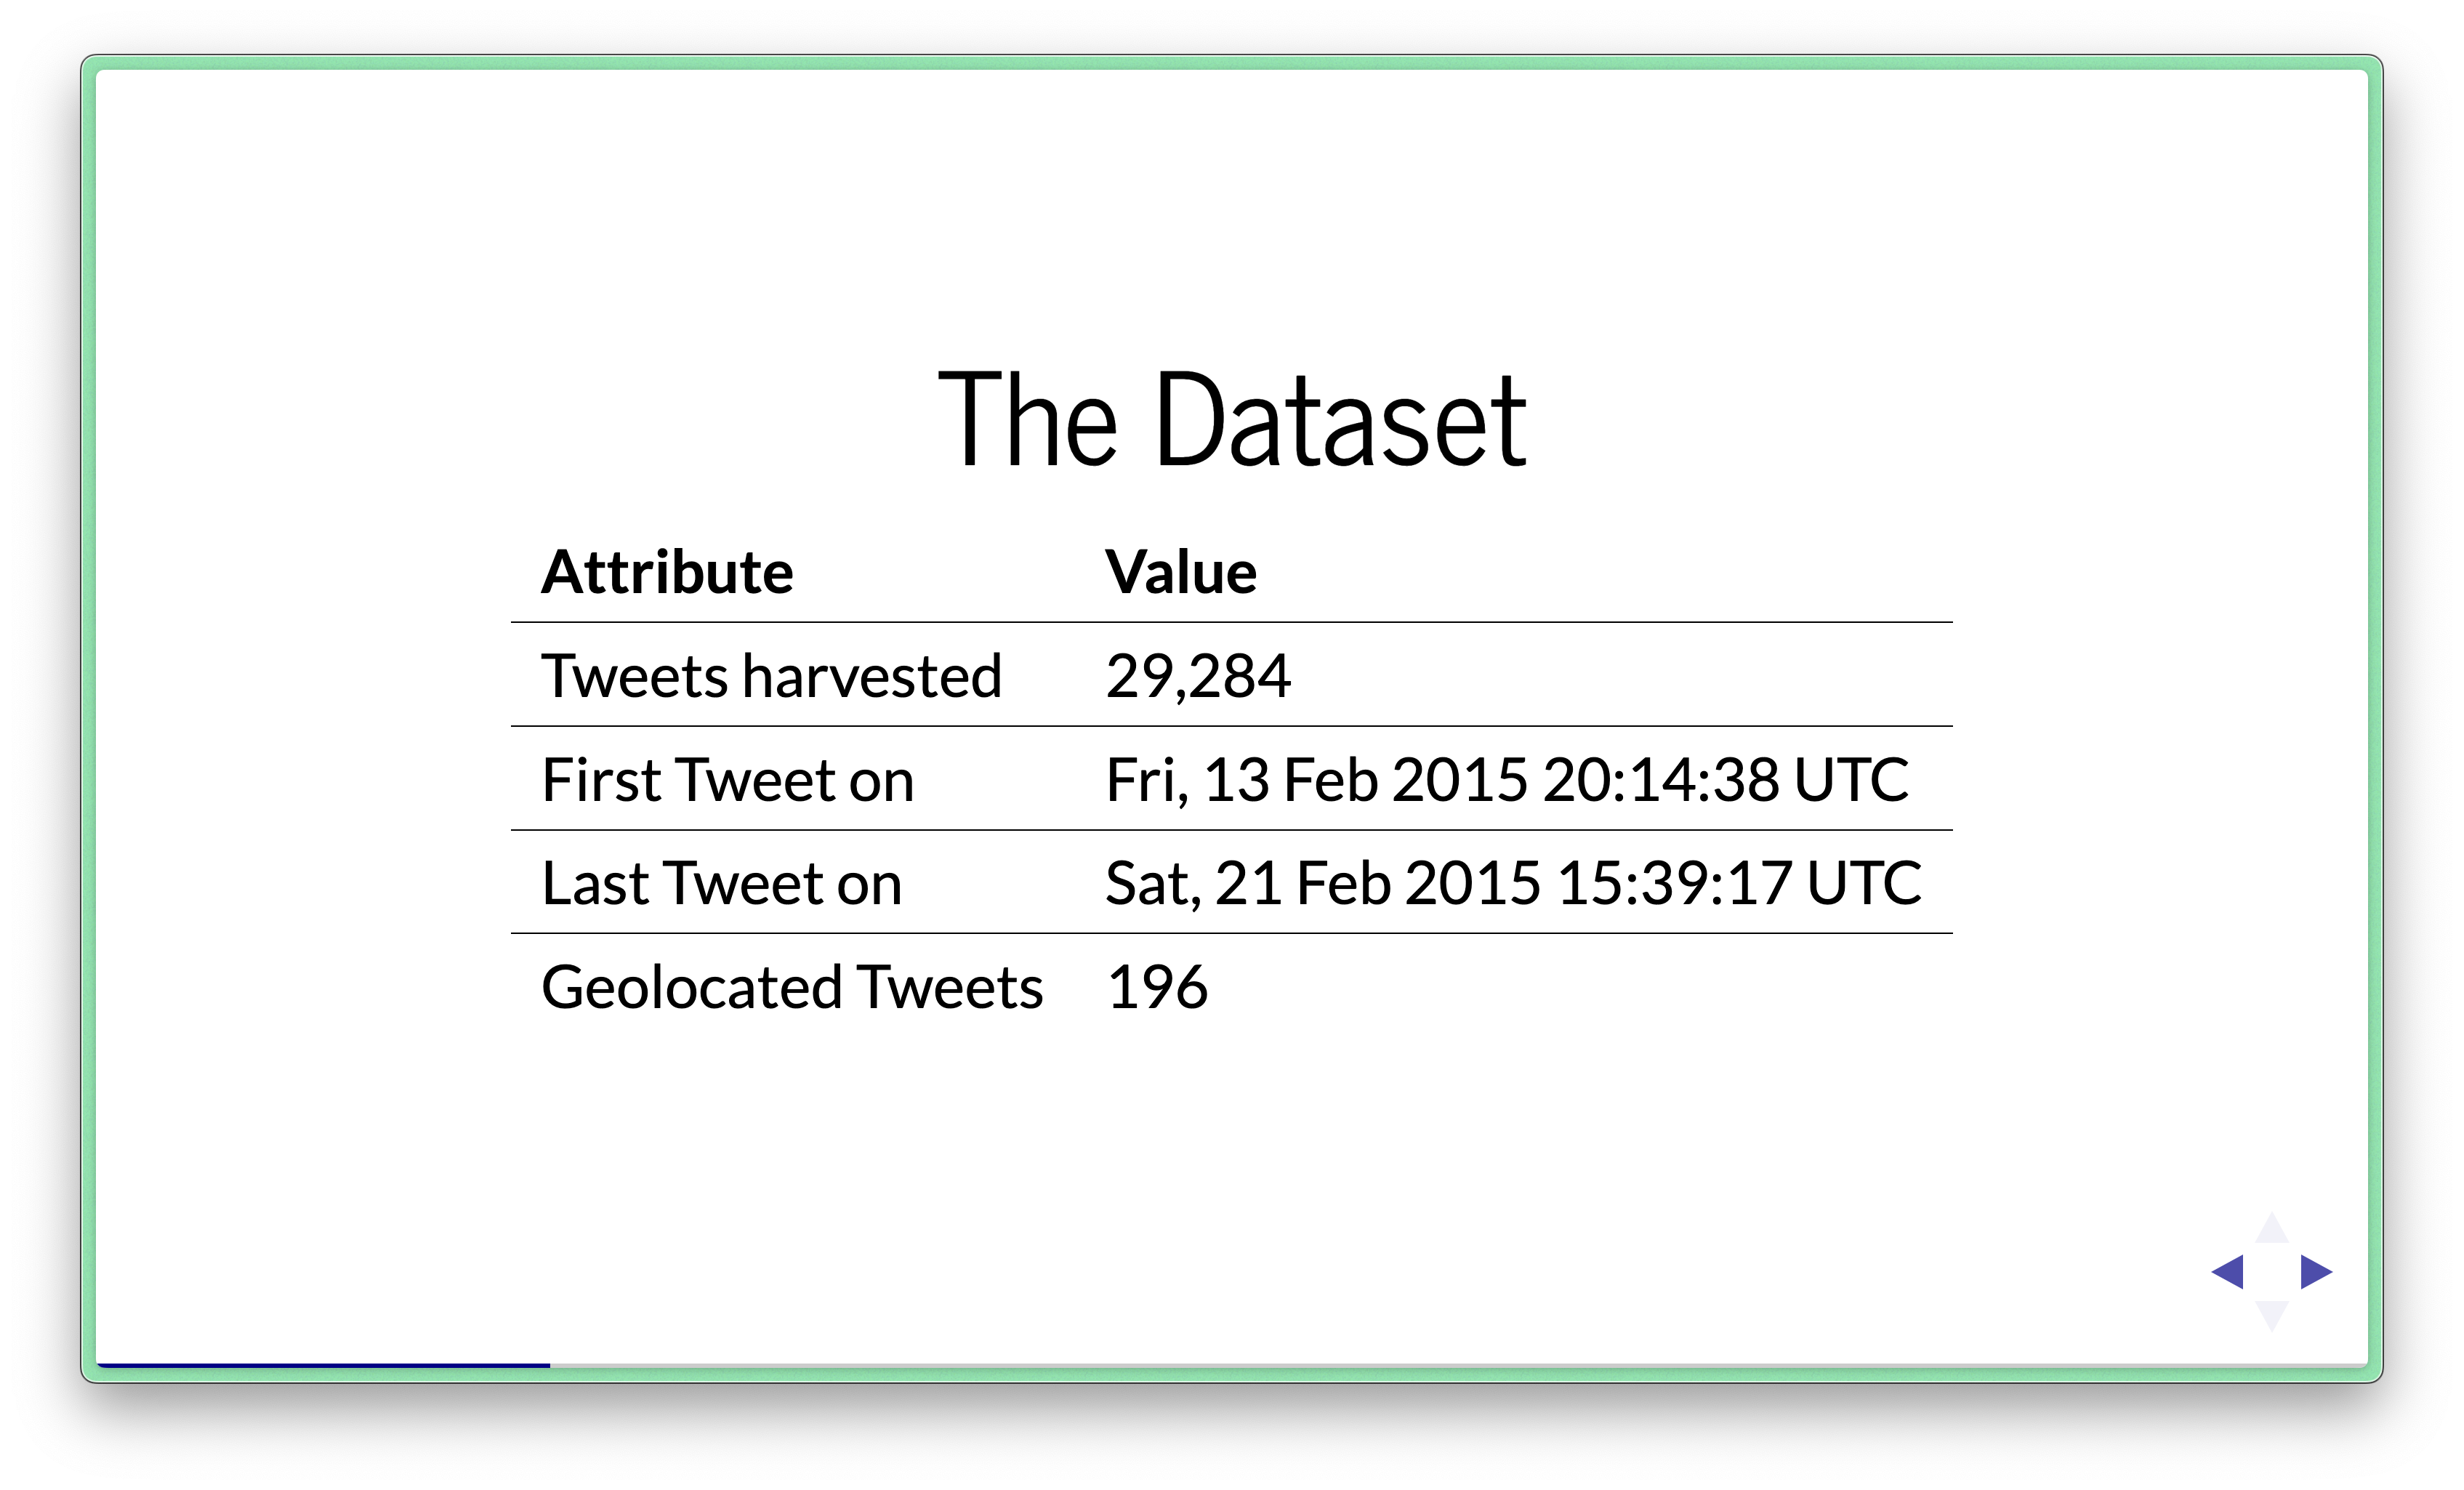 The Dataset
Attribute Value
Tweets harvested 29,284
First Tweet on Fri, 13 Feb 2015 20:14:38 UTC
Last Tweet on Sat, 21 Feb 2015 15:39:17 UTC
Geolocated Tweets 196